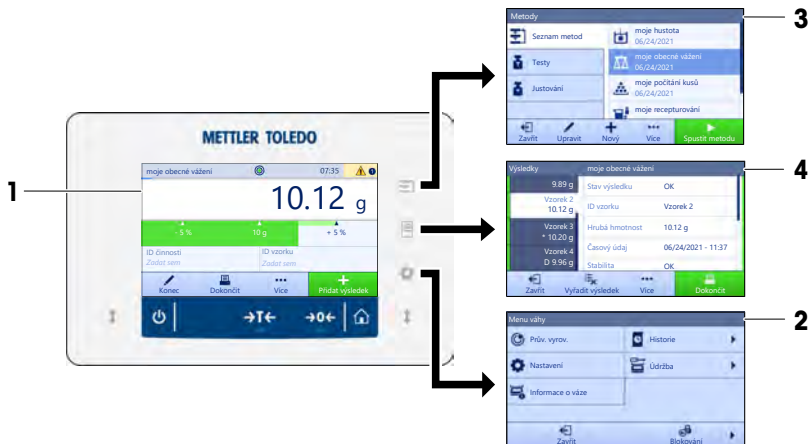 1
METTLER TOLEDO
moje obecné vážení
07:35
10.12 g
- 5 %
10 g
+ 5 %
ID činnosti
Zadat sem
ID vzorku
Zadat sem
Konec
Dokončit
Více
Přidat výsledek
→T←
→0←
3
Metody
Seznam metod
Testy
Justování
moje hustota
06/24/2021
moje obecné vážení
06/24/2021
moje počítání kusů
06/24/2021
moje recepturování
Zavřít
Upravit
Nový
Více
Spustit metodu
4
Výsledky
moje obecné vážení
9.89 g
Vzorek 2
10.12 g
Vzorek 3
* 10.20 g
Vzorek 4
D 9.96 g
Stav výsledku
OK
ID vzorku
Vzorek 2
Hrubá hmotnost
10.12 g
Časový údaj
06/24/2021 - 11:37
Stabilita
OK
Zavřít
Vyřadit výsledek
Více
Dokončit
2
Menu váhy
Prův. vyrov.
Nastavení
Informace o váze
Historie
Údržba
Zavřít
Blokování